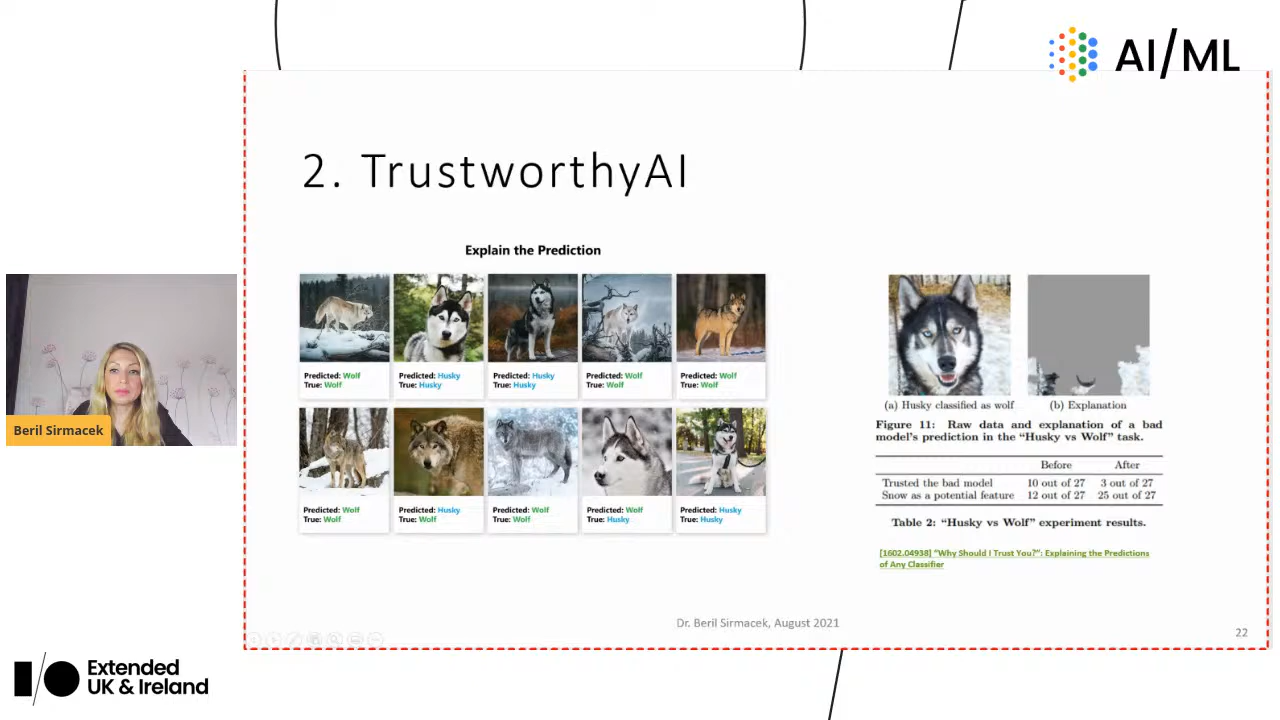 AI/ML
2. TrustworthyAI
Explain the Prediction
Predicted: Wolf
True: Wolf
Predicted: Husky
True: Husky
Predicted: Husky
True: Husky
Predicted: Wolf
True: Wolf
Predicted: Wolf
True: Wolf
Predicted: Wolf
True: Wolf
Predicted: Husky
True: Wolf
Predicted: Wolf
True: Wolf
Predicted: Wolf
True: Husky
Predicted: Husky
True: Husky
(a) Husky classified as wolf
(b) Explanation
Figure 11: Raw data and explanation of a bad
model's prediction in the "Husky vs Wolf" task.
Before After
Trusted the bad model 10 out of 27 3 out of 27
Snow as a potential feature 12 out of 27 25 out of 27
Table 2: "Husky vs Wolf" experiment results.
[1602.04938] "Why Should I Trust You?": Explaining the Predictions
of Any Classifier
Beril Sirmacek
Dr. Beril Sirmacek, August 2021
22
I/O Extended
UK & Ireland